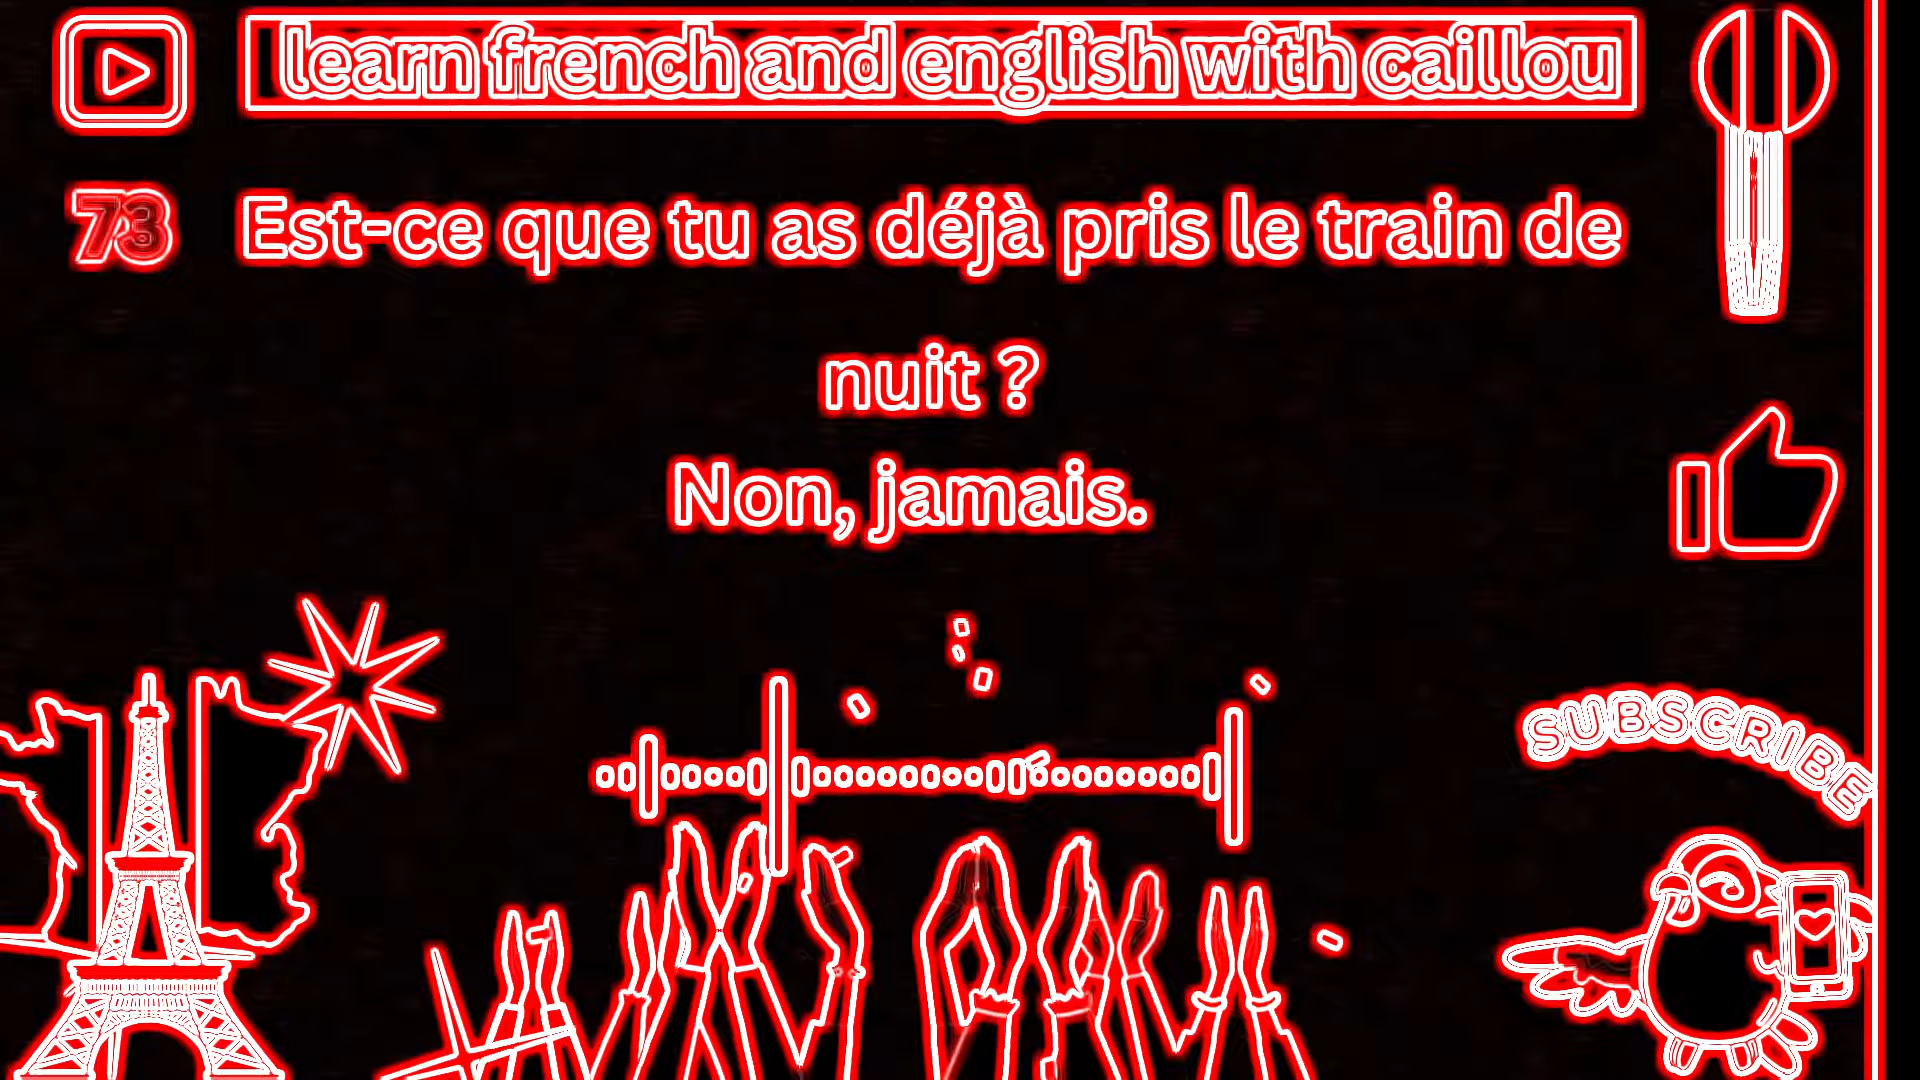 learn french and english with caillou
73 Est-ce que tu as déjà pris le train de
nuit ?
Non, jamais.
SUBSCRIBE